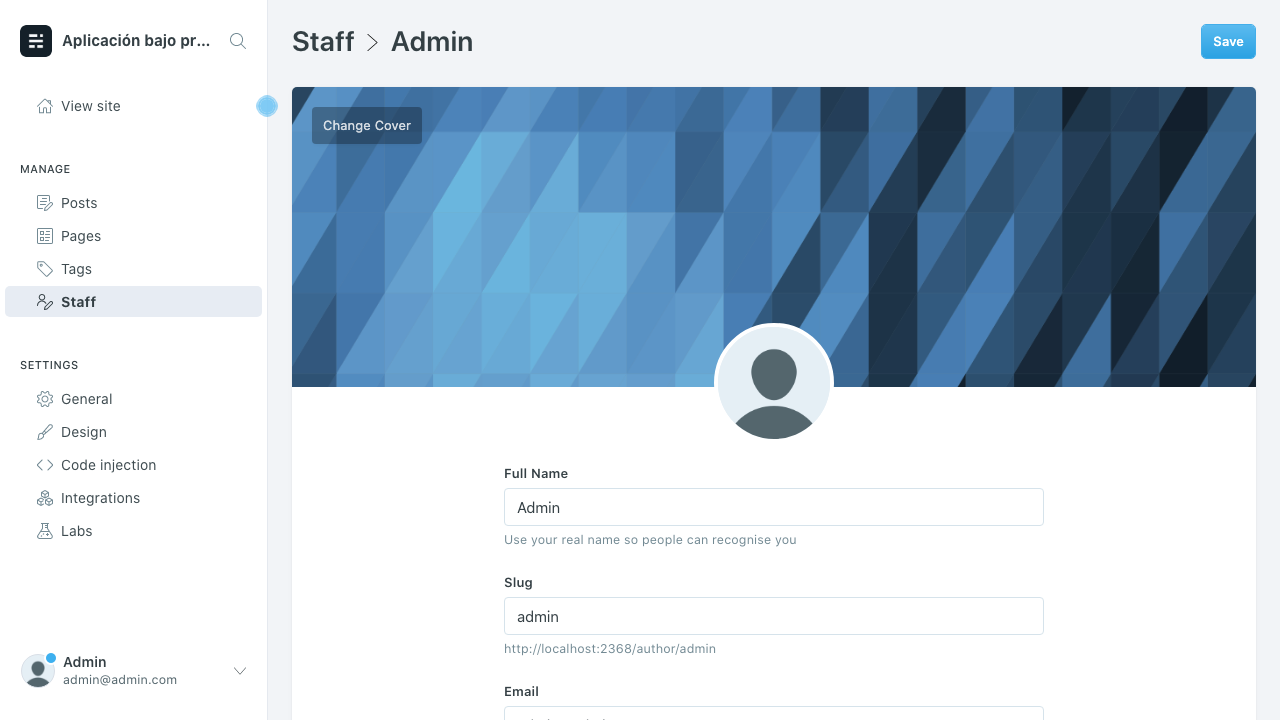 Aplicación bajo pr...
View site
MANAGE
Posts
Pages
Tags
Staff
SETTINGS
General
Design
Code injection
Integrations
Labs
Admin
admin@admin.com
Staff
Admin
Save
Change Cover
Full Name
Admin
Use your real name so people can recognise you
Slug
admin
http://localhost:2368/author/admin
Email